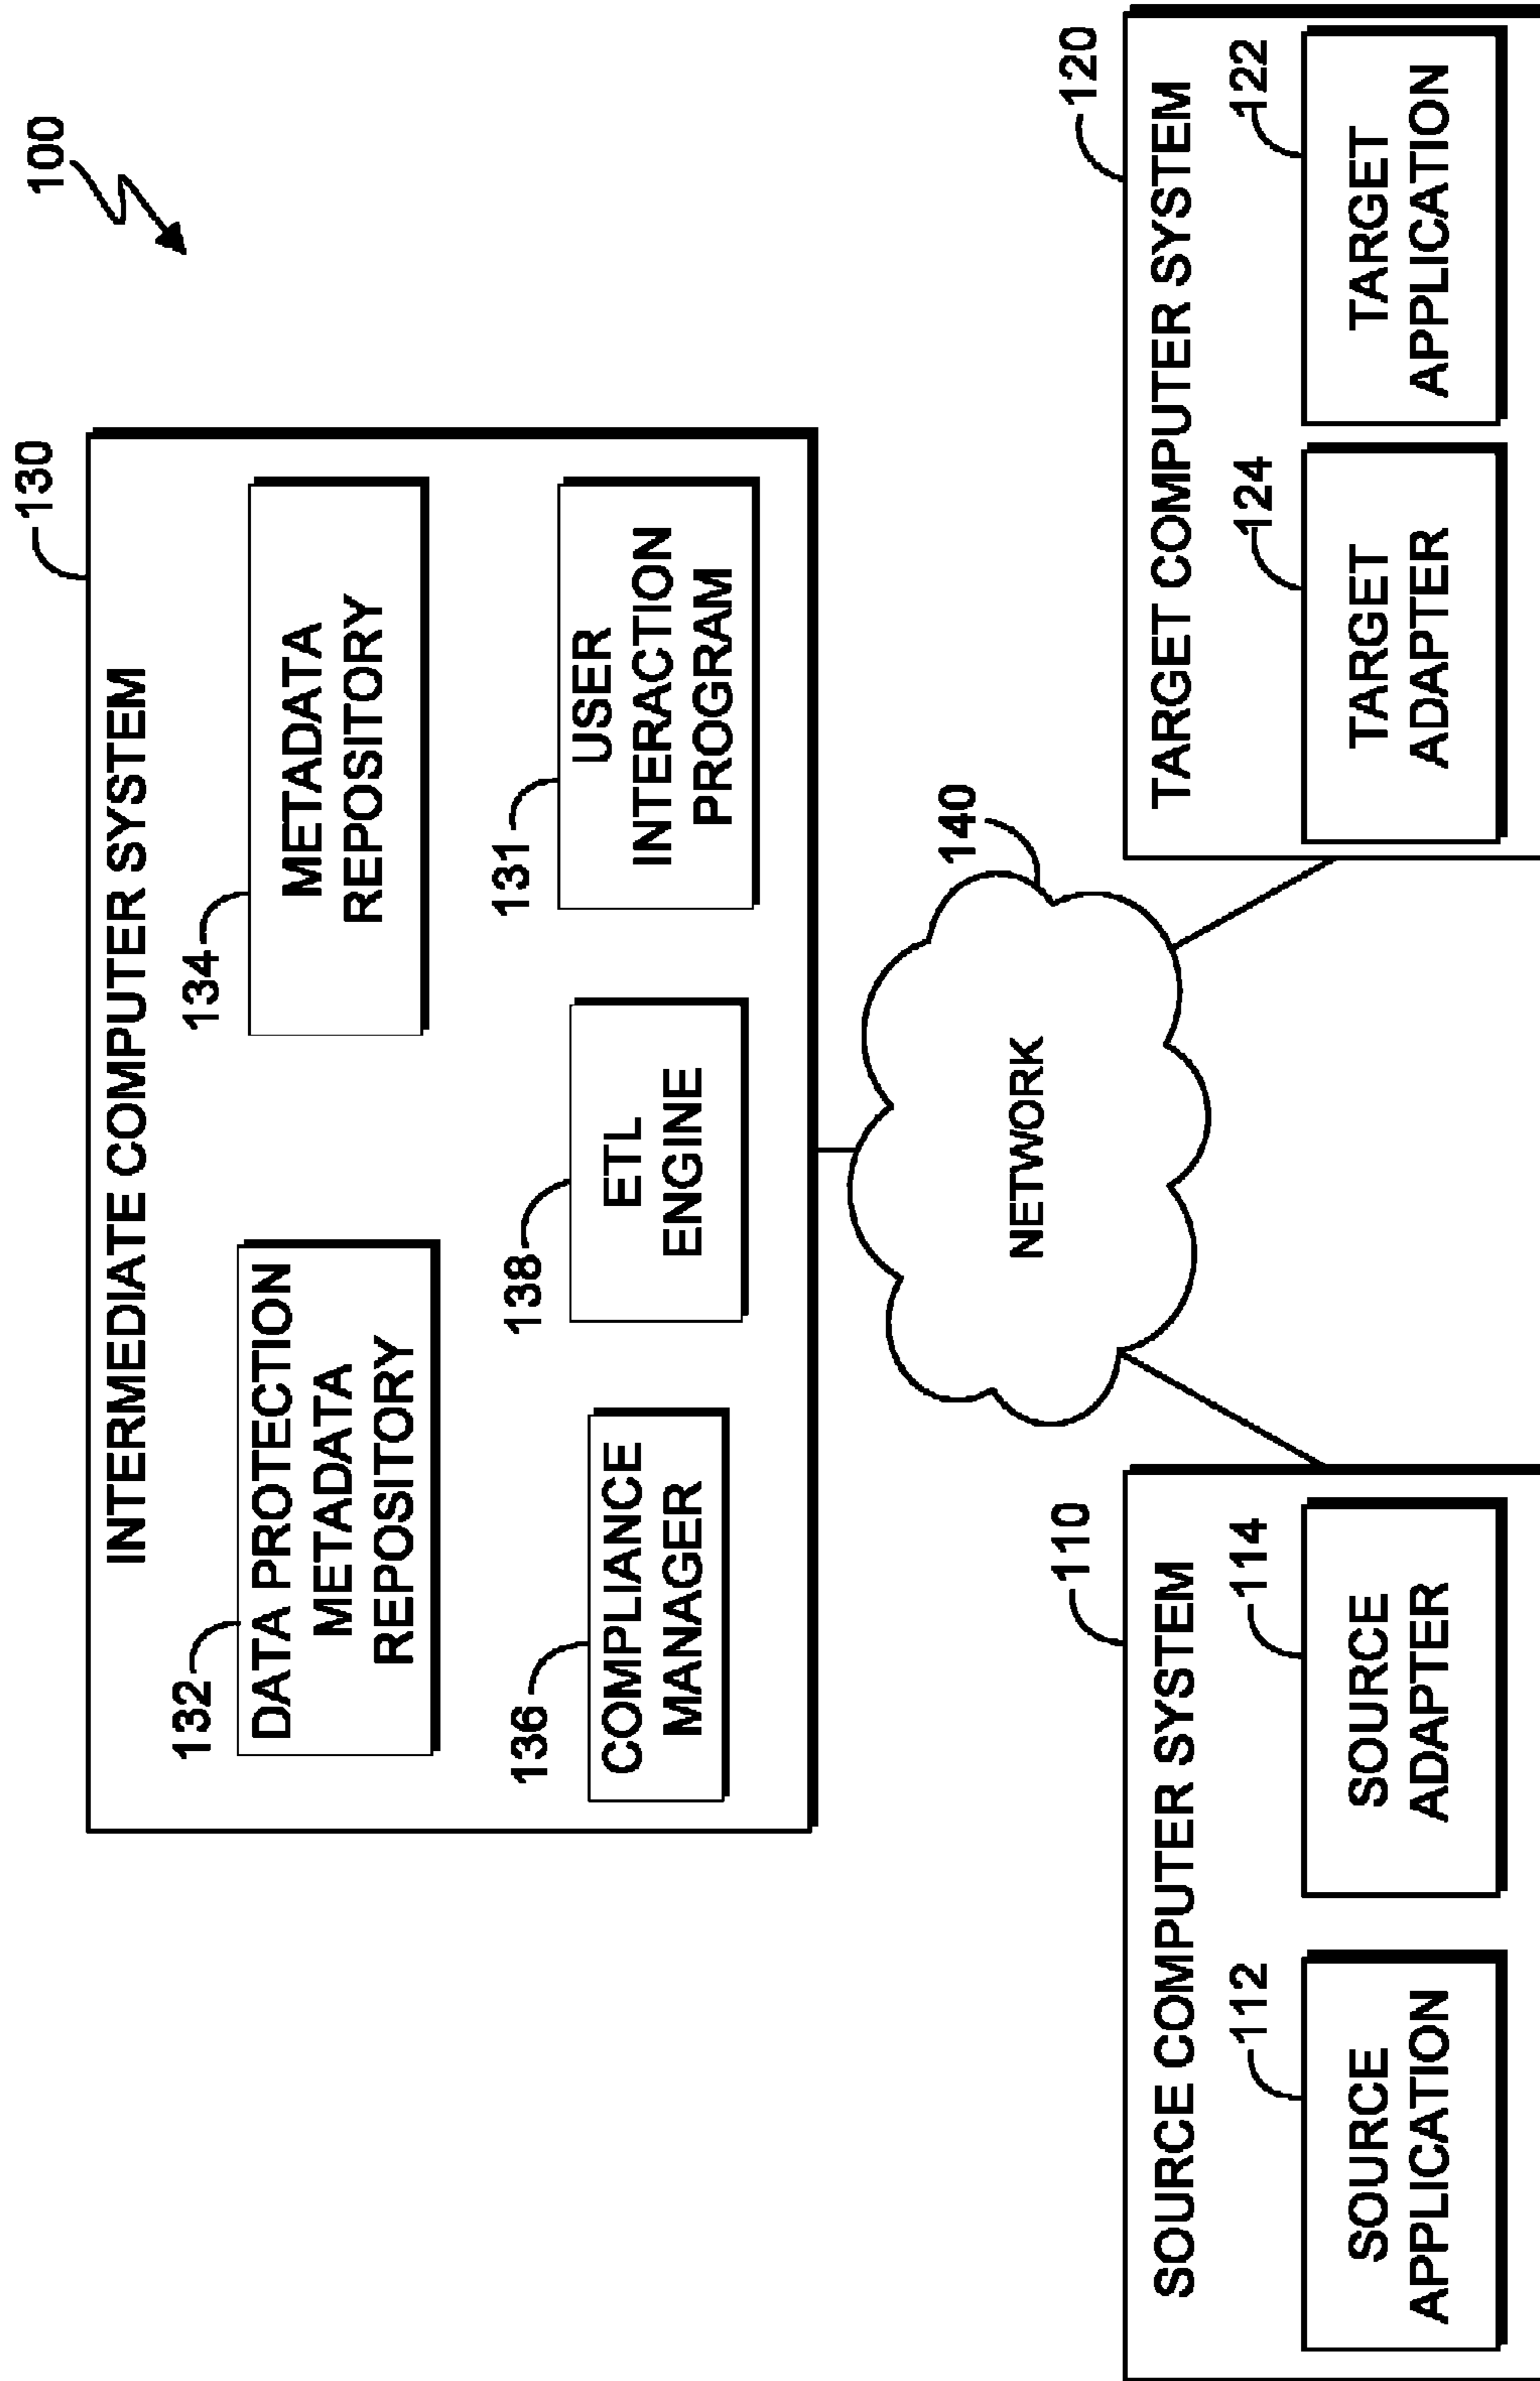 100
130
INTERMEDIATE COMPUTER SYSTEM
132
DATA PROTECTION
METADATA
REPOSITORY
134
METADATA
REPOSITORY
136
COMPLIANCE
MANAGER
138
ETL
ENGINE
131
USER
INTERACTION
PROGRAM
140
NETWORK
110
SOURCE COMPUTER SYSTEM
112
SOURCE
APPLICATION
114
SOURCE
ADAPTER
120
TARGET COMPUTER SYSTEM
124
TARGET
ADAPTER
122
TARGET
APPLICATION